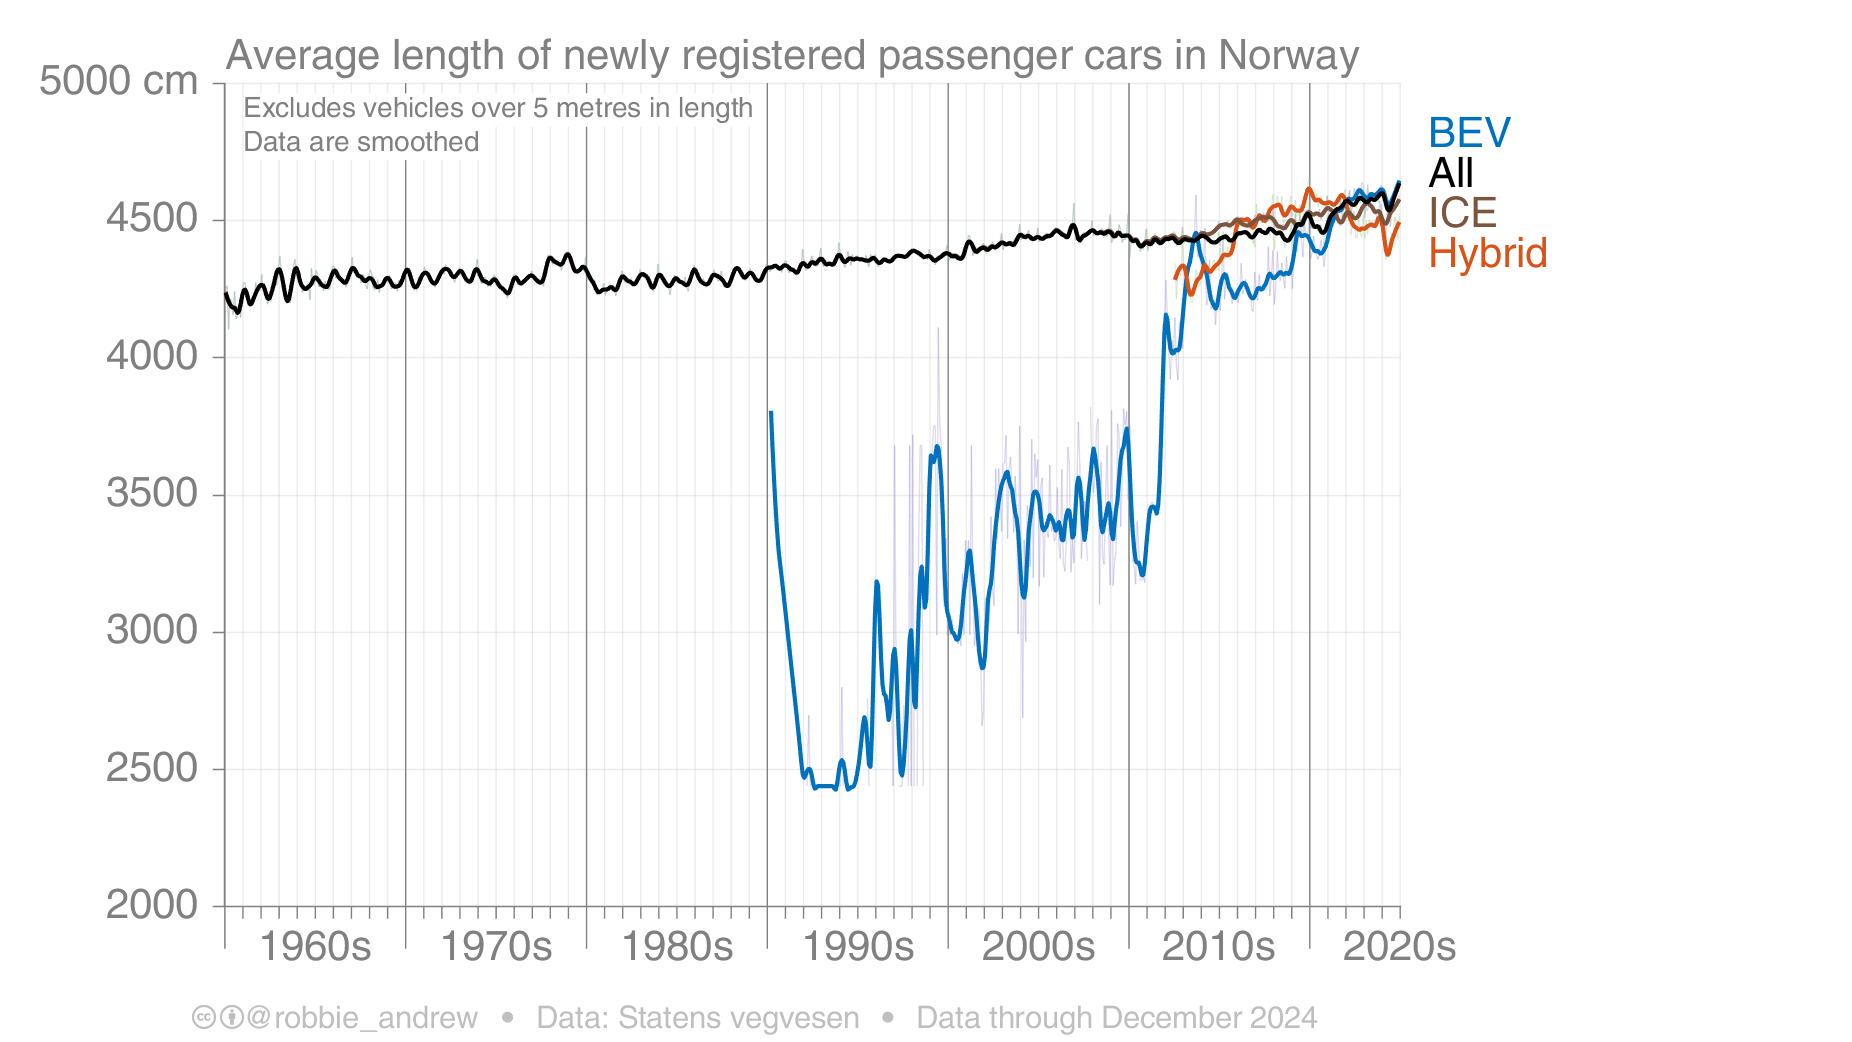 Average length of newly registered passenger cars in Norway
5000 cm
Excludes vehicles over 5 metres in length
Data are smoothed
BEV
All
ICE
Hybrid
4500
4000
3500
3000
2500
2000
1960s 1970s 1980s 1990s 2000s 2010s 2020s
cc @robbie_andrew • Data: Statens vegvesen • Data through December 2024